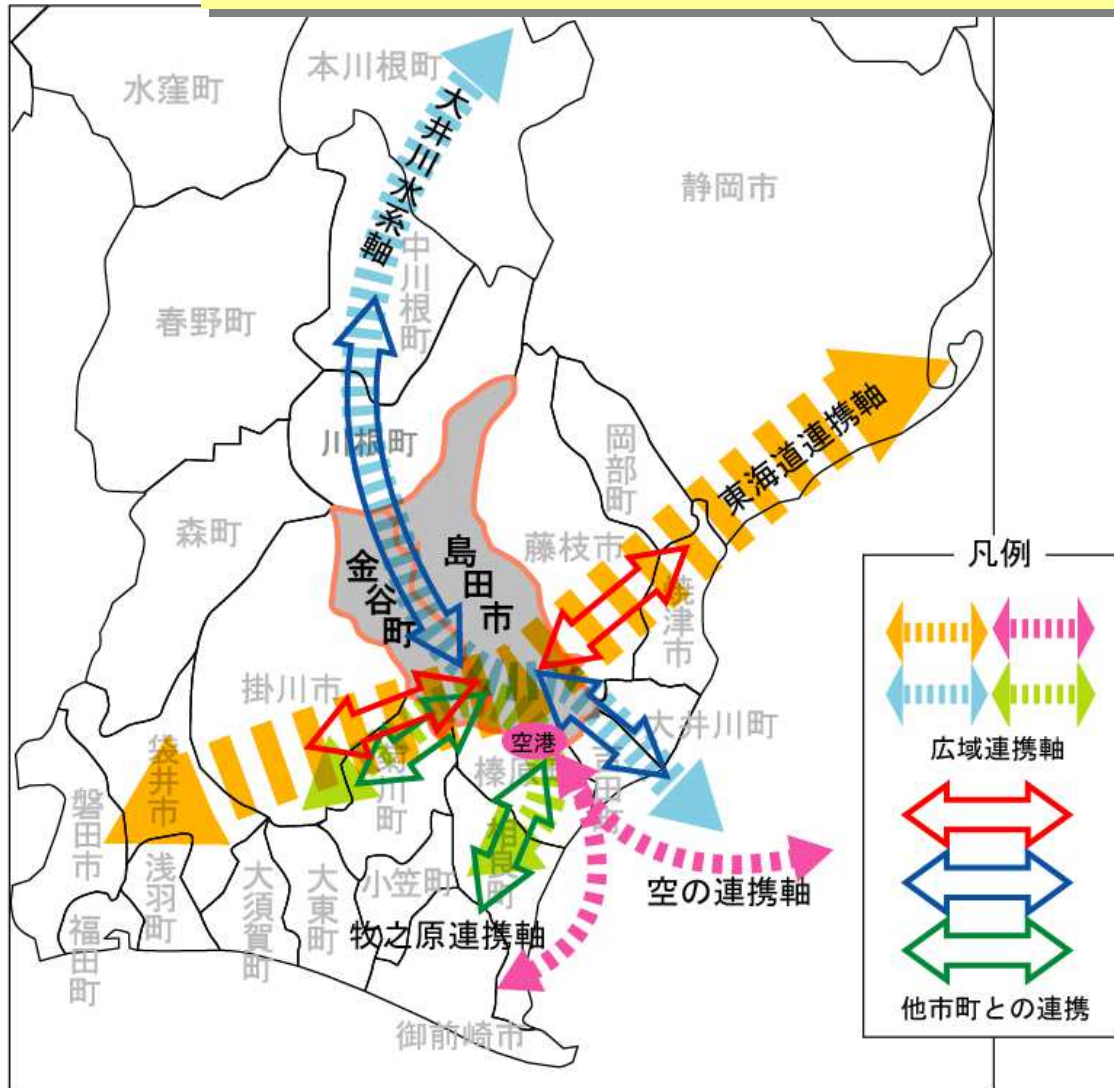 本川根町
水窪町
大井川水系軸
静岡市
中川根町
春野町
川根町
岡部町
東海道連携軸
森町
藤枝市
島田市
金谷町
焼津市
凡例
掛川市
大井川町
空港
袋井市
菊川町
榛原町
吉田町
広域連携軸
磐田市
浅羽町
大須賀町
大東町
小笠町
相良町
空の連携軸
牧之原連携軸
福田町
他市町との連携
御前崎市